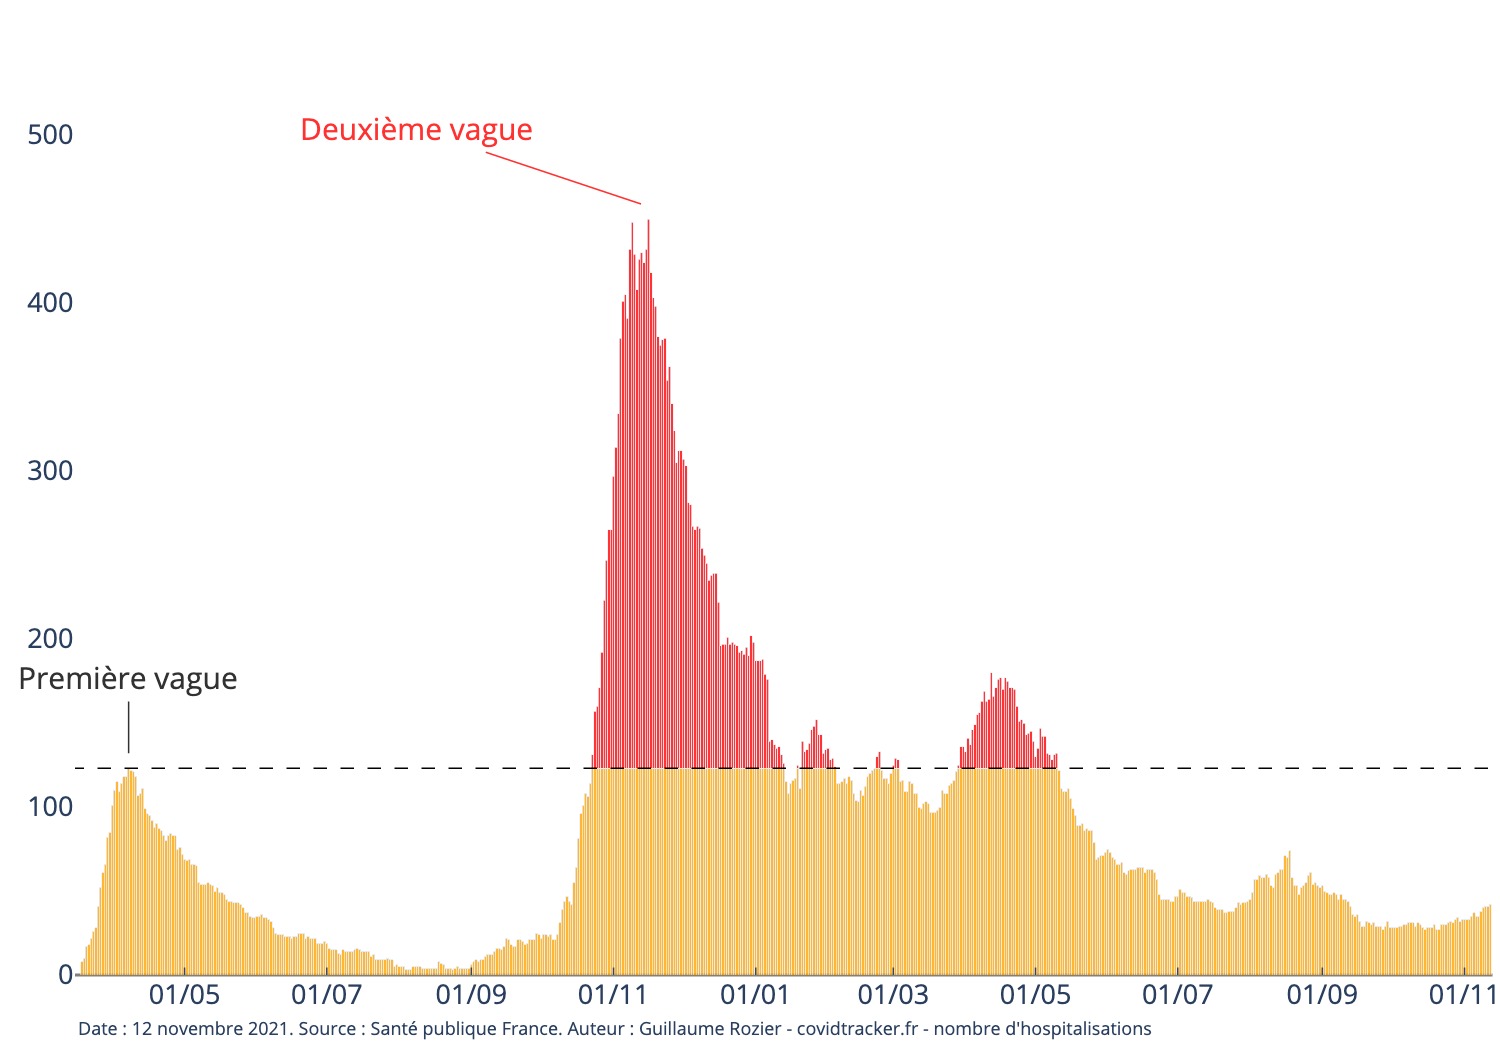 500
Deuxième vague
400
300
200
Première vague
100
0
01/05 01/07 01/09 01/11 01/01 01/03 01/05 01/07 01/09 01/11
Date : 12 novembre 2021. Source : Santé publique France. Auteur : Guillaume Rozier - covidtracker.fr - nombre d'hospitalisations